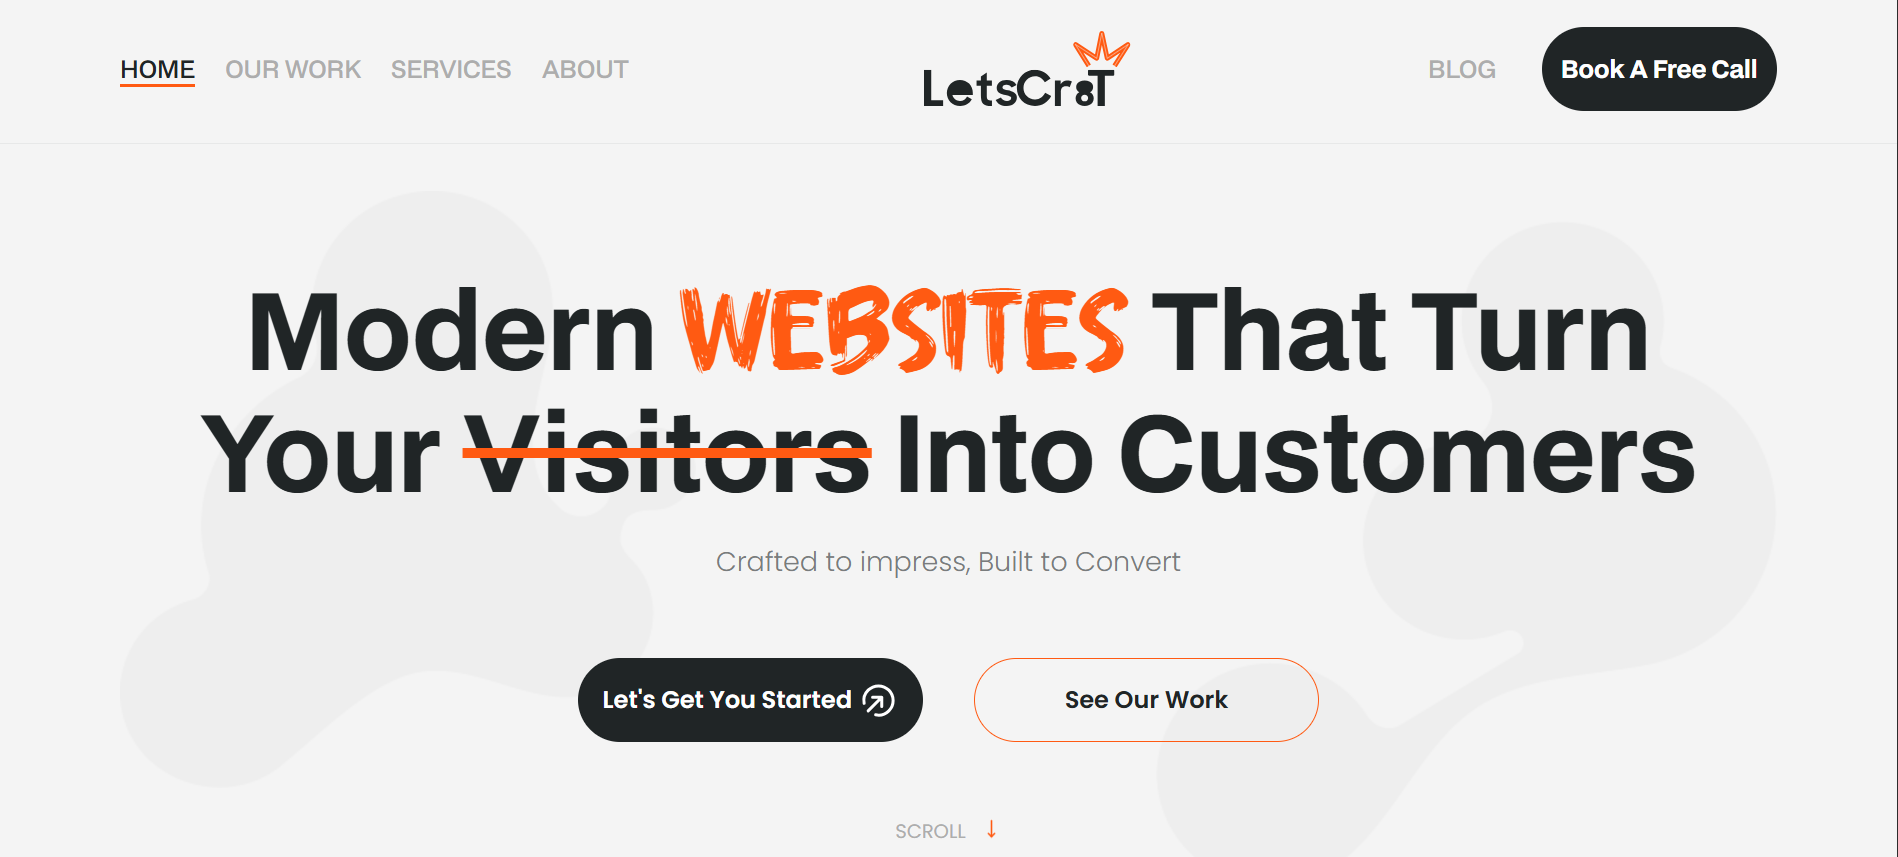 HOME OUR WORK SERVICES ABOUT
LetsCr8T
BLOG
Book A Free Call
Modern WEBSITES That Turn
Your Visitors Into Customers
Crafted to impress, Built to Convert
Let's Get You Started
See Our Work
SCROLL ↓